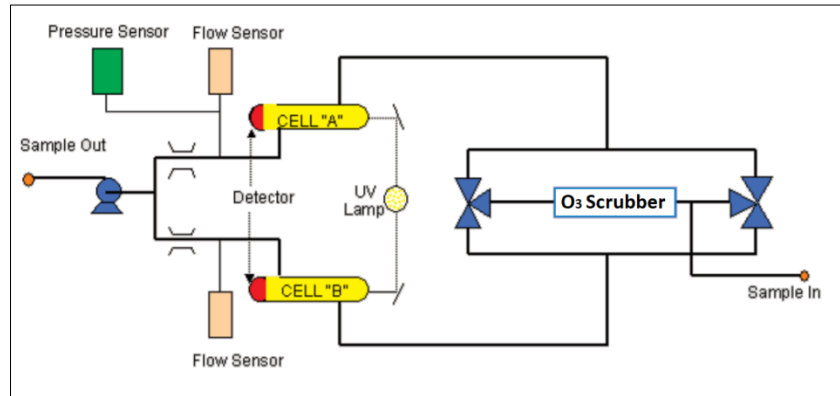 Pressure Sensor
Flow Sensor
CELL "A"
Sample Out
Detector
UV
Lamp
O₃ Scrubber
CELL "B"
Sample In
Flow Sensor